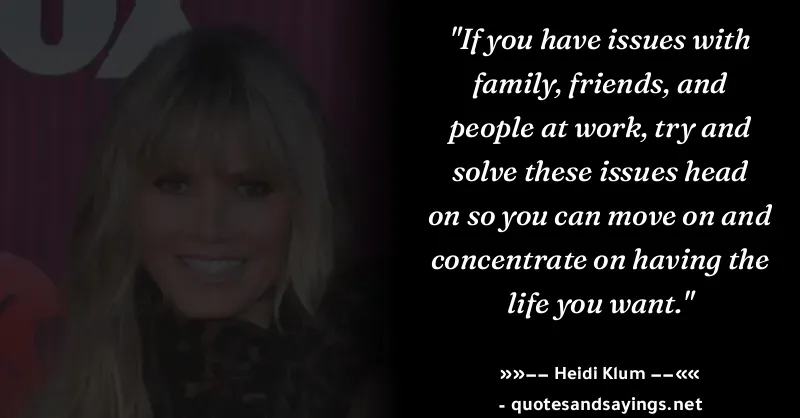 "If you have issues with
family, friends, and
people at work, try and
solve these issues head
on so you can move on and
concentrate on having the
life you want."
»»–– Heidi Klum ––««
- quotesandsayings.net